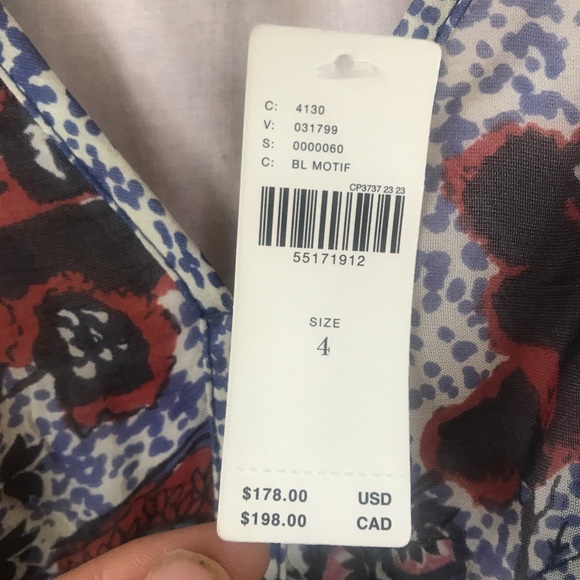 C: 4130
V: 031799
S: 0000060
C: BL MOTIF
CP3737 23 23
55171912
SIZE
4
$178.00 USD
$198.00 CAD